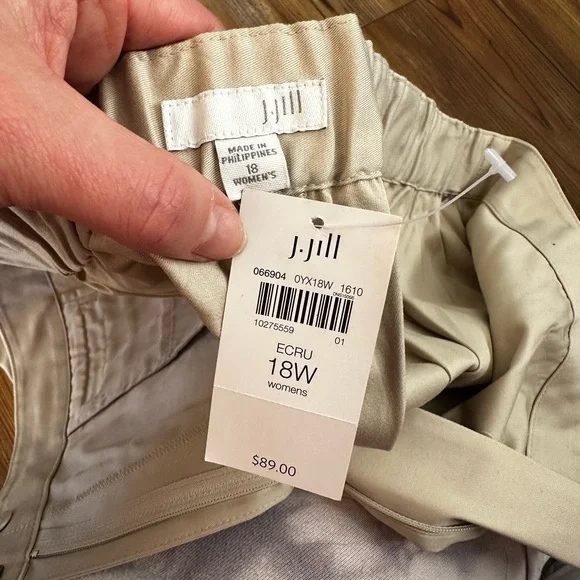 J.Jill
MADE IN
PHILIPPINES
18
WOMEN'S
J.Jill
066904 0YX18W 1610
10275559 01
ECRU
18W
womens
$89.00